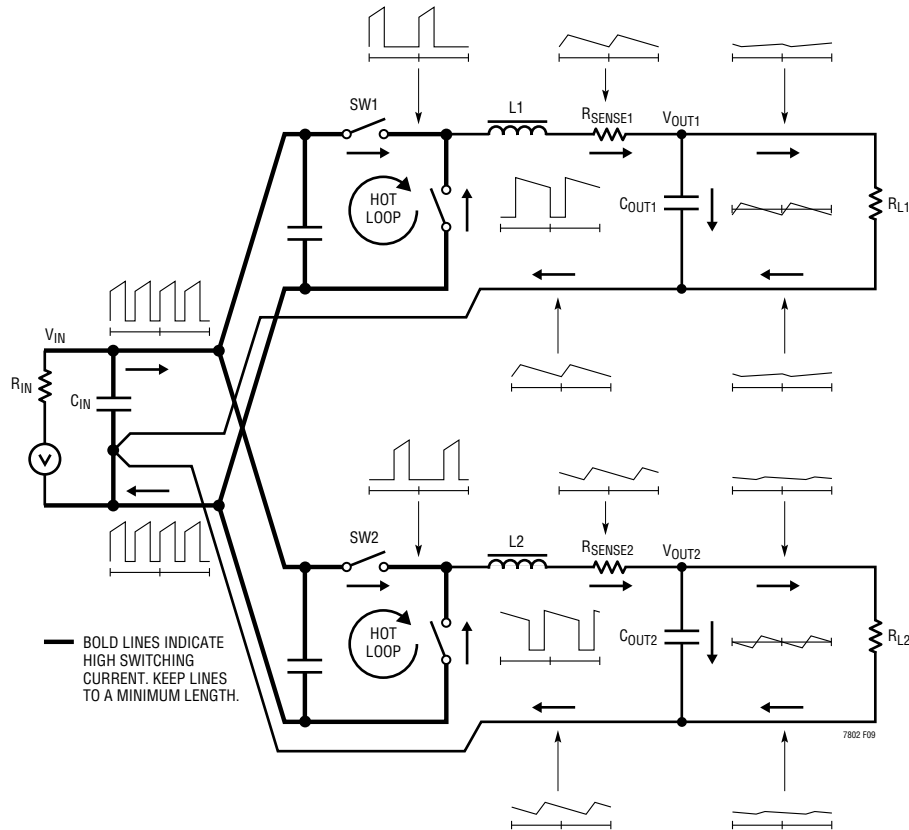 SW1
L1
RSENSE1
VOUT1
HOT
LOOP
COUT1
RL1
VIN
RIN
CIN
V
SW2
L2
RSENSE2
VOUT2
HOT
LOOP
COUT2
RL2
BOLD LINES INDICATE
HIGH SWITCHING
CURRENT. KEEP LINES
TO A MINIMUM LENGTH.
7802 F09